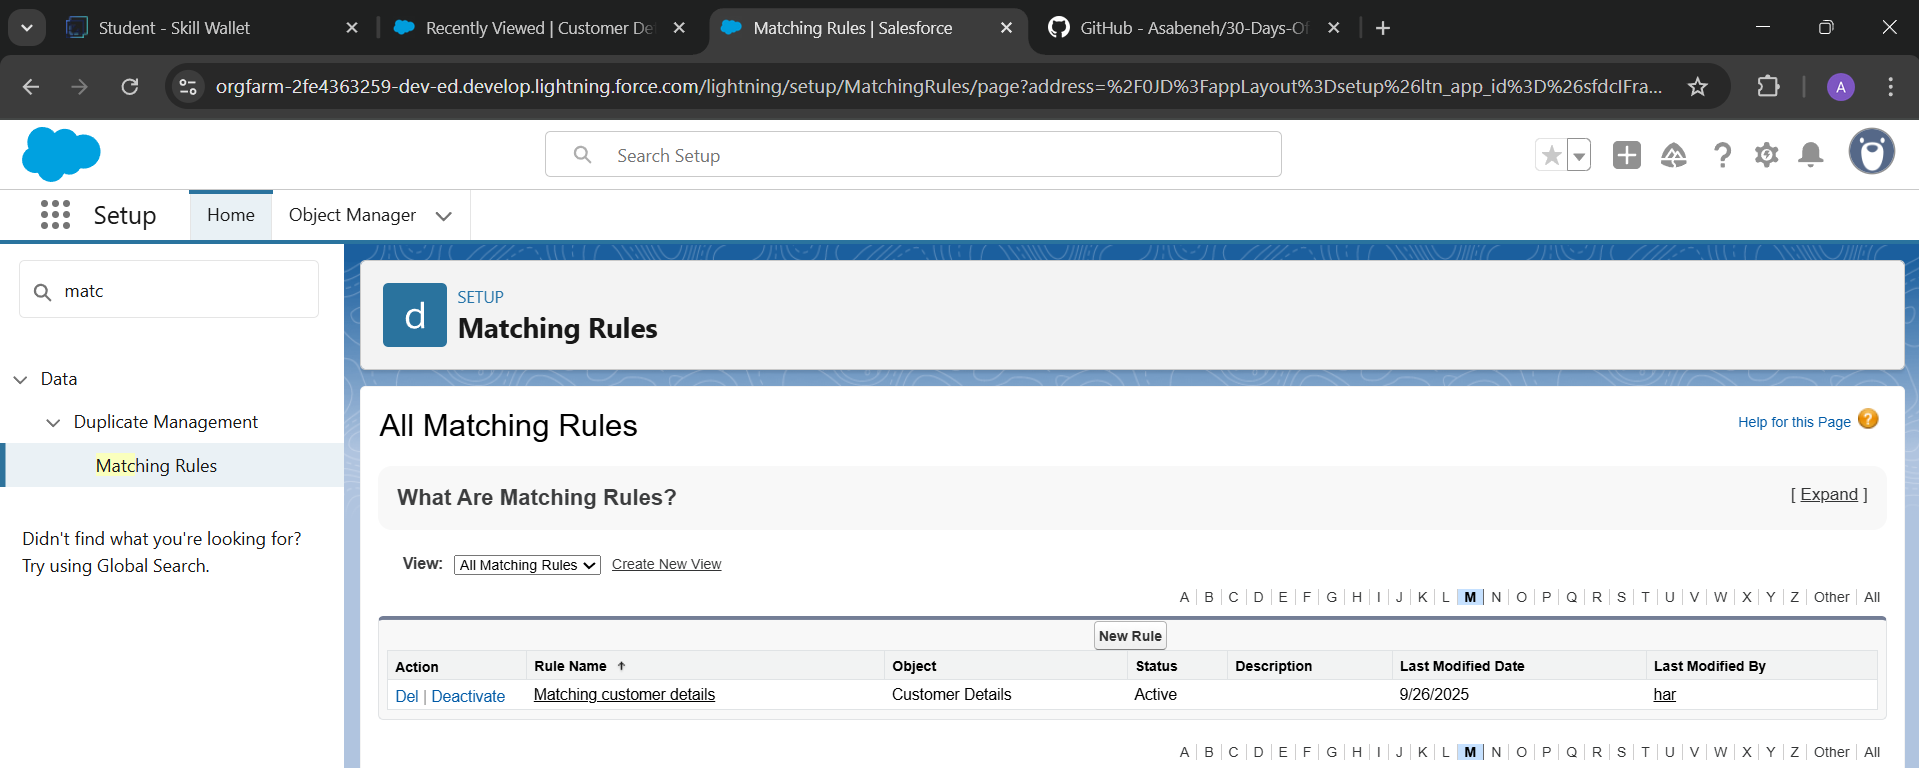 Student - Skill Wallet
Recently Viewed | Customer De
Matching Rules | Salesforce
GitHub - Asabeneh/30-Days-Of
orgfarm-2fe4363259-dev-ed.develop.lightning.force.com/lightning/setup/MatchingRules/page?address=%2F0JD%3FappLayout%3Dsetup%26ltn_app_id%3D%26sfdcIFra...
A
Search Setup
Setup
Home
Object Manager
matc
d
SETUP
Matching Rules
Data
Duplicate Management
Matching Rules
Didn't find what you're looking for?
Try using Global Search.
All Matching Rules
Help for this Page ?
What Are Matching Rules?
[ Expand ]
View: All Matching Rules Create New View
A | B | C | D | E | F | G | H | I | J | K | L | M | N | O | P | Q | R | S | T | U | V | W | X | Y | Z | Other | All
New Rule
Action Rule Name ↑ Object Status Description Last Modified Date Last Modified By
Del | Deactivate Matching customer details Customer Details Active 9/26/2025 har
A | B | C | D | E | F | G | H | I | J | K | L | M | N | O | P | Q | R | S | T | U | V | W | X | Y | Z | Other | All